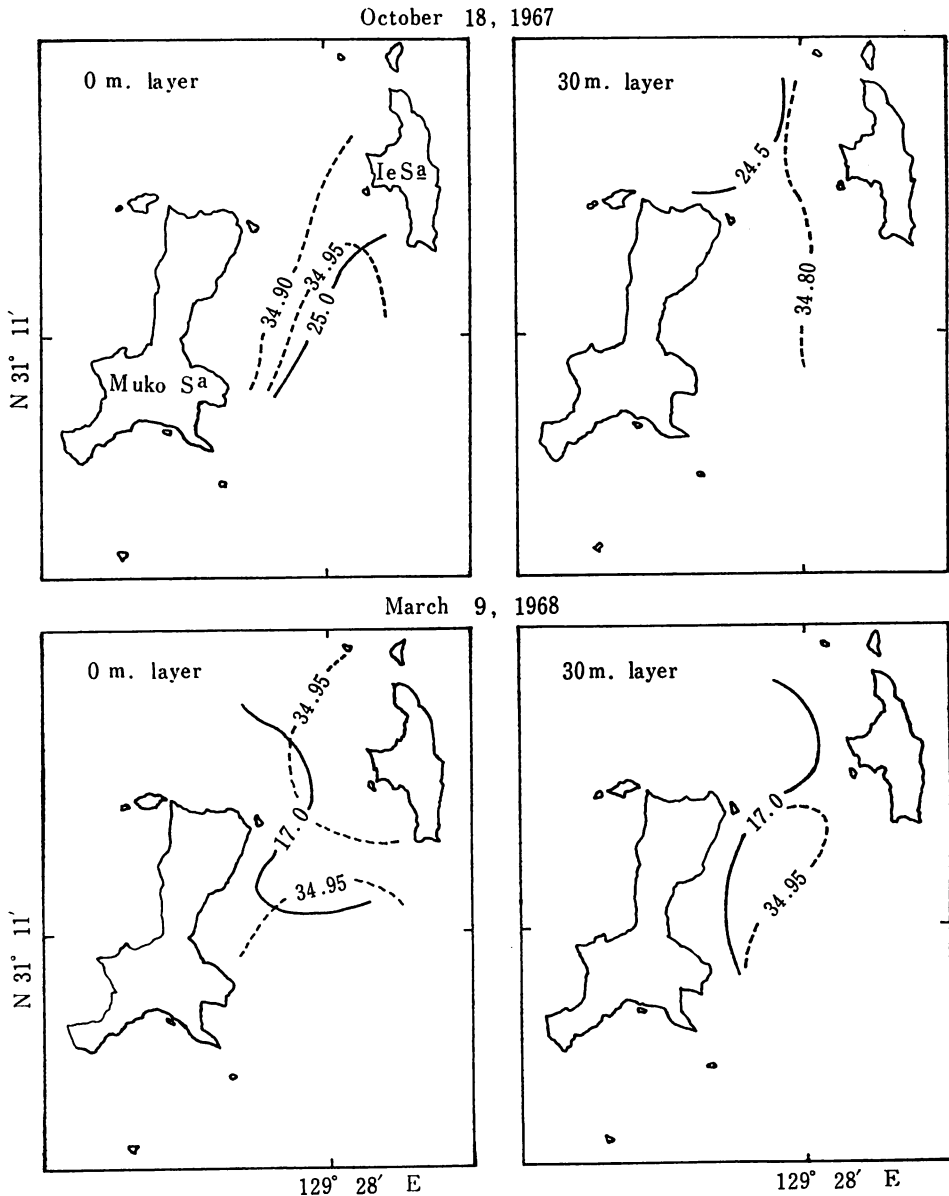 October 18, 1967
0 m. layer
IeSa
34.90
34.95
25.0
Muko Sa
N 31° 11′
30m. layer
24.5
34.80
March 9, 1968
0 m. layer
34.95
17.0
34.95
N 31° 11′
129° 28′ E
30m. layer
17.0
34.95
129° 28′ E